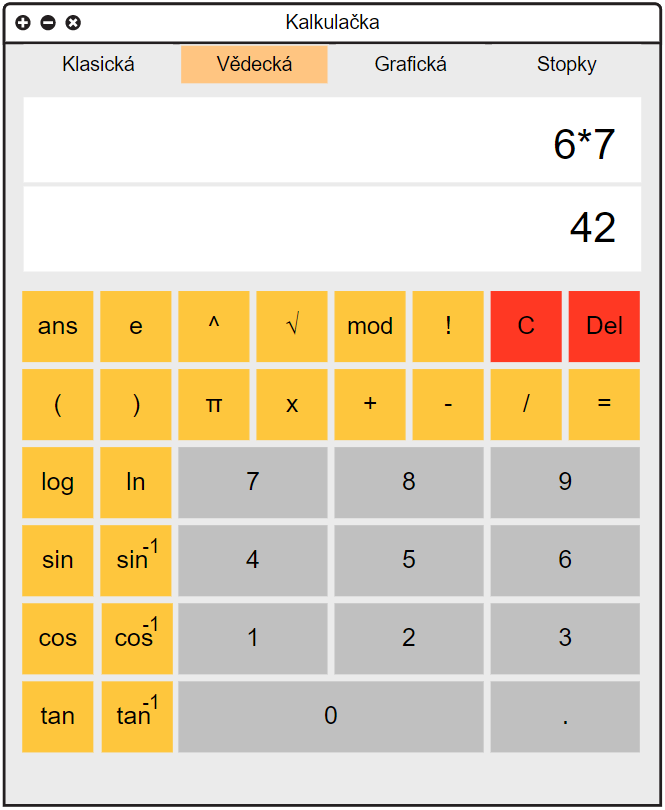 Kalkulačka
Klasická Vědecká Grafická Stopky
6*7
42
ans e ^ √ mod ! C Del
( ) π x + - / =
log ln 7 8 9
sin sin-1 4 5 6
cos cos-1 1 2 3
tan tan-1 0 .